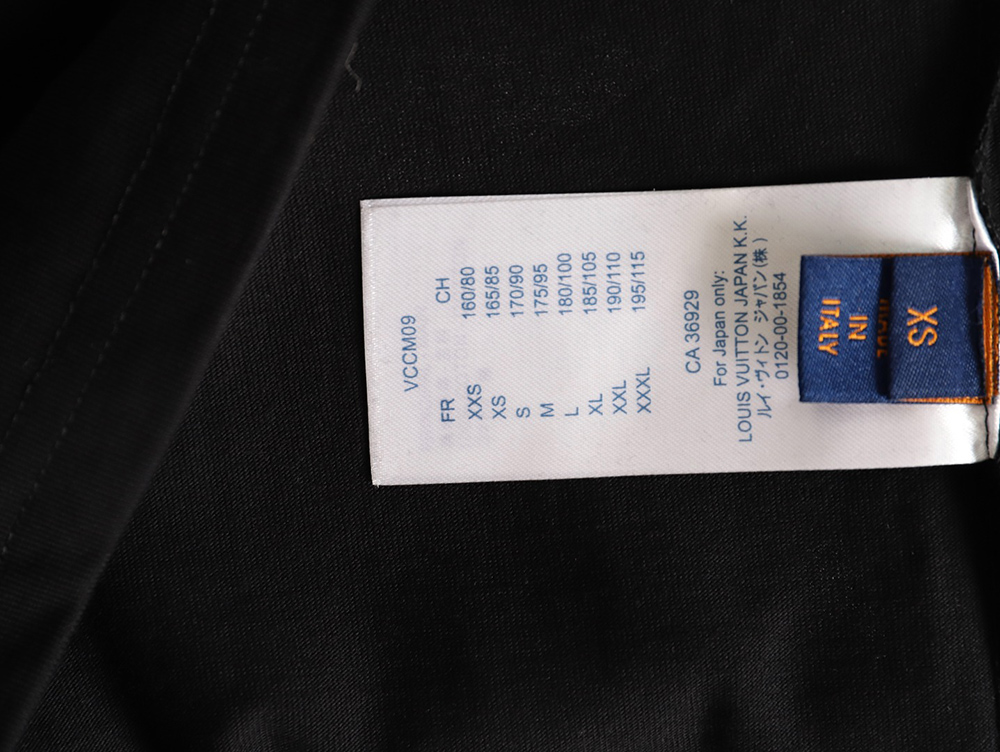 VCCM09
FR CH
XXS 160/80
XS 165/85
S 170/90
M 175/95
L 180/100
XL 185/105
XXL 190/110
XXXL 195/115
CA 36929
For Japan only:
LOUIS VUITTON JAPAN K.K.
ルイ・ヴィトン ジャパン(株)
0120-00-1854
XS
MADE
IN
ITALY